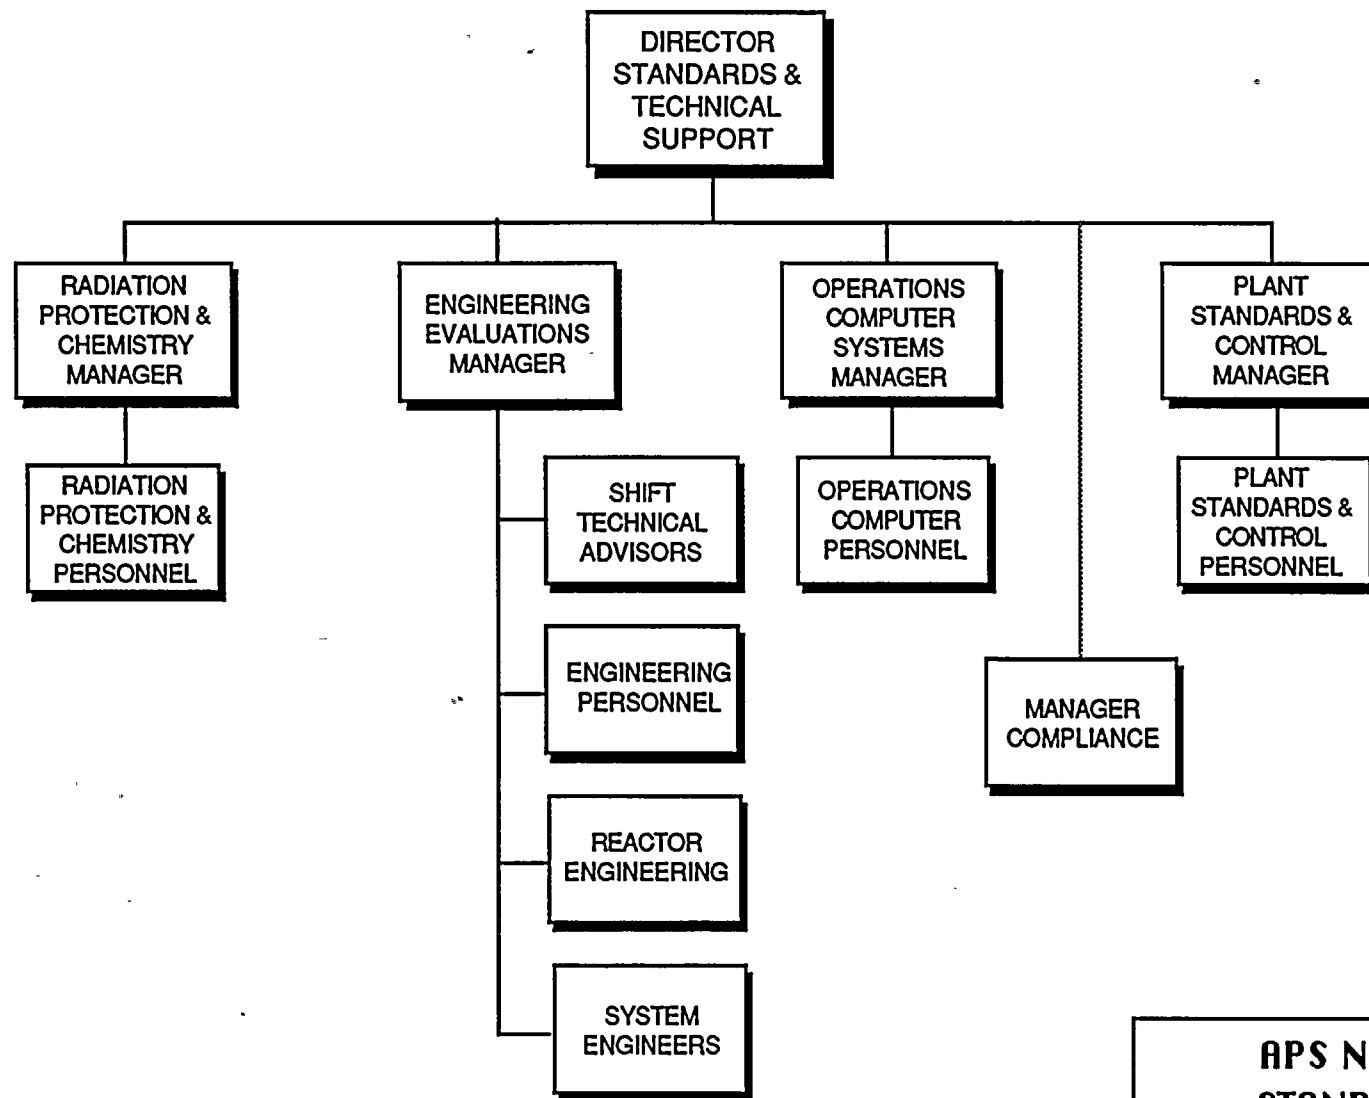 DIRECTOR
STANDARDS &
TECHNICAL
SUPPORT
RADIATION
PROTECTION &
CHEMISTRY
MANAGER
ENGINEERING
EVALUATIONS
MANAGER
OPERATIONS
COMPUTER
SYSTEMS
MANAGER
PLANT
STANDARDS &
CONTROL
MANAGER
RADIATION
PROTECTION &
CHEMISTRY
PERSONNEL
SHIFT
TECHNICAL
ADVISORS
OPERATIONS
COMPUTER
PERSONNEL
PLANT
STANDARDS &
CONTROL
PERSONNEL
ENGINEERING
PERSONNEL
MANAGER
COMPLIANCE
REACTOR
ENGINEERING
SYSTEM
ENGINEERS
APS N